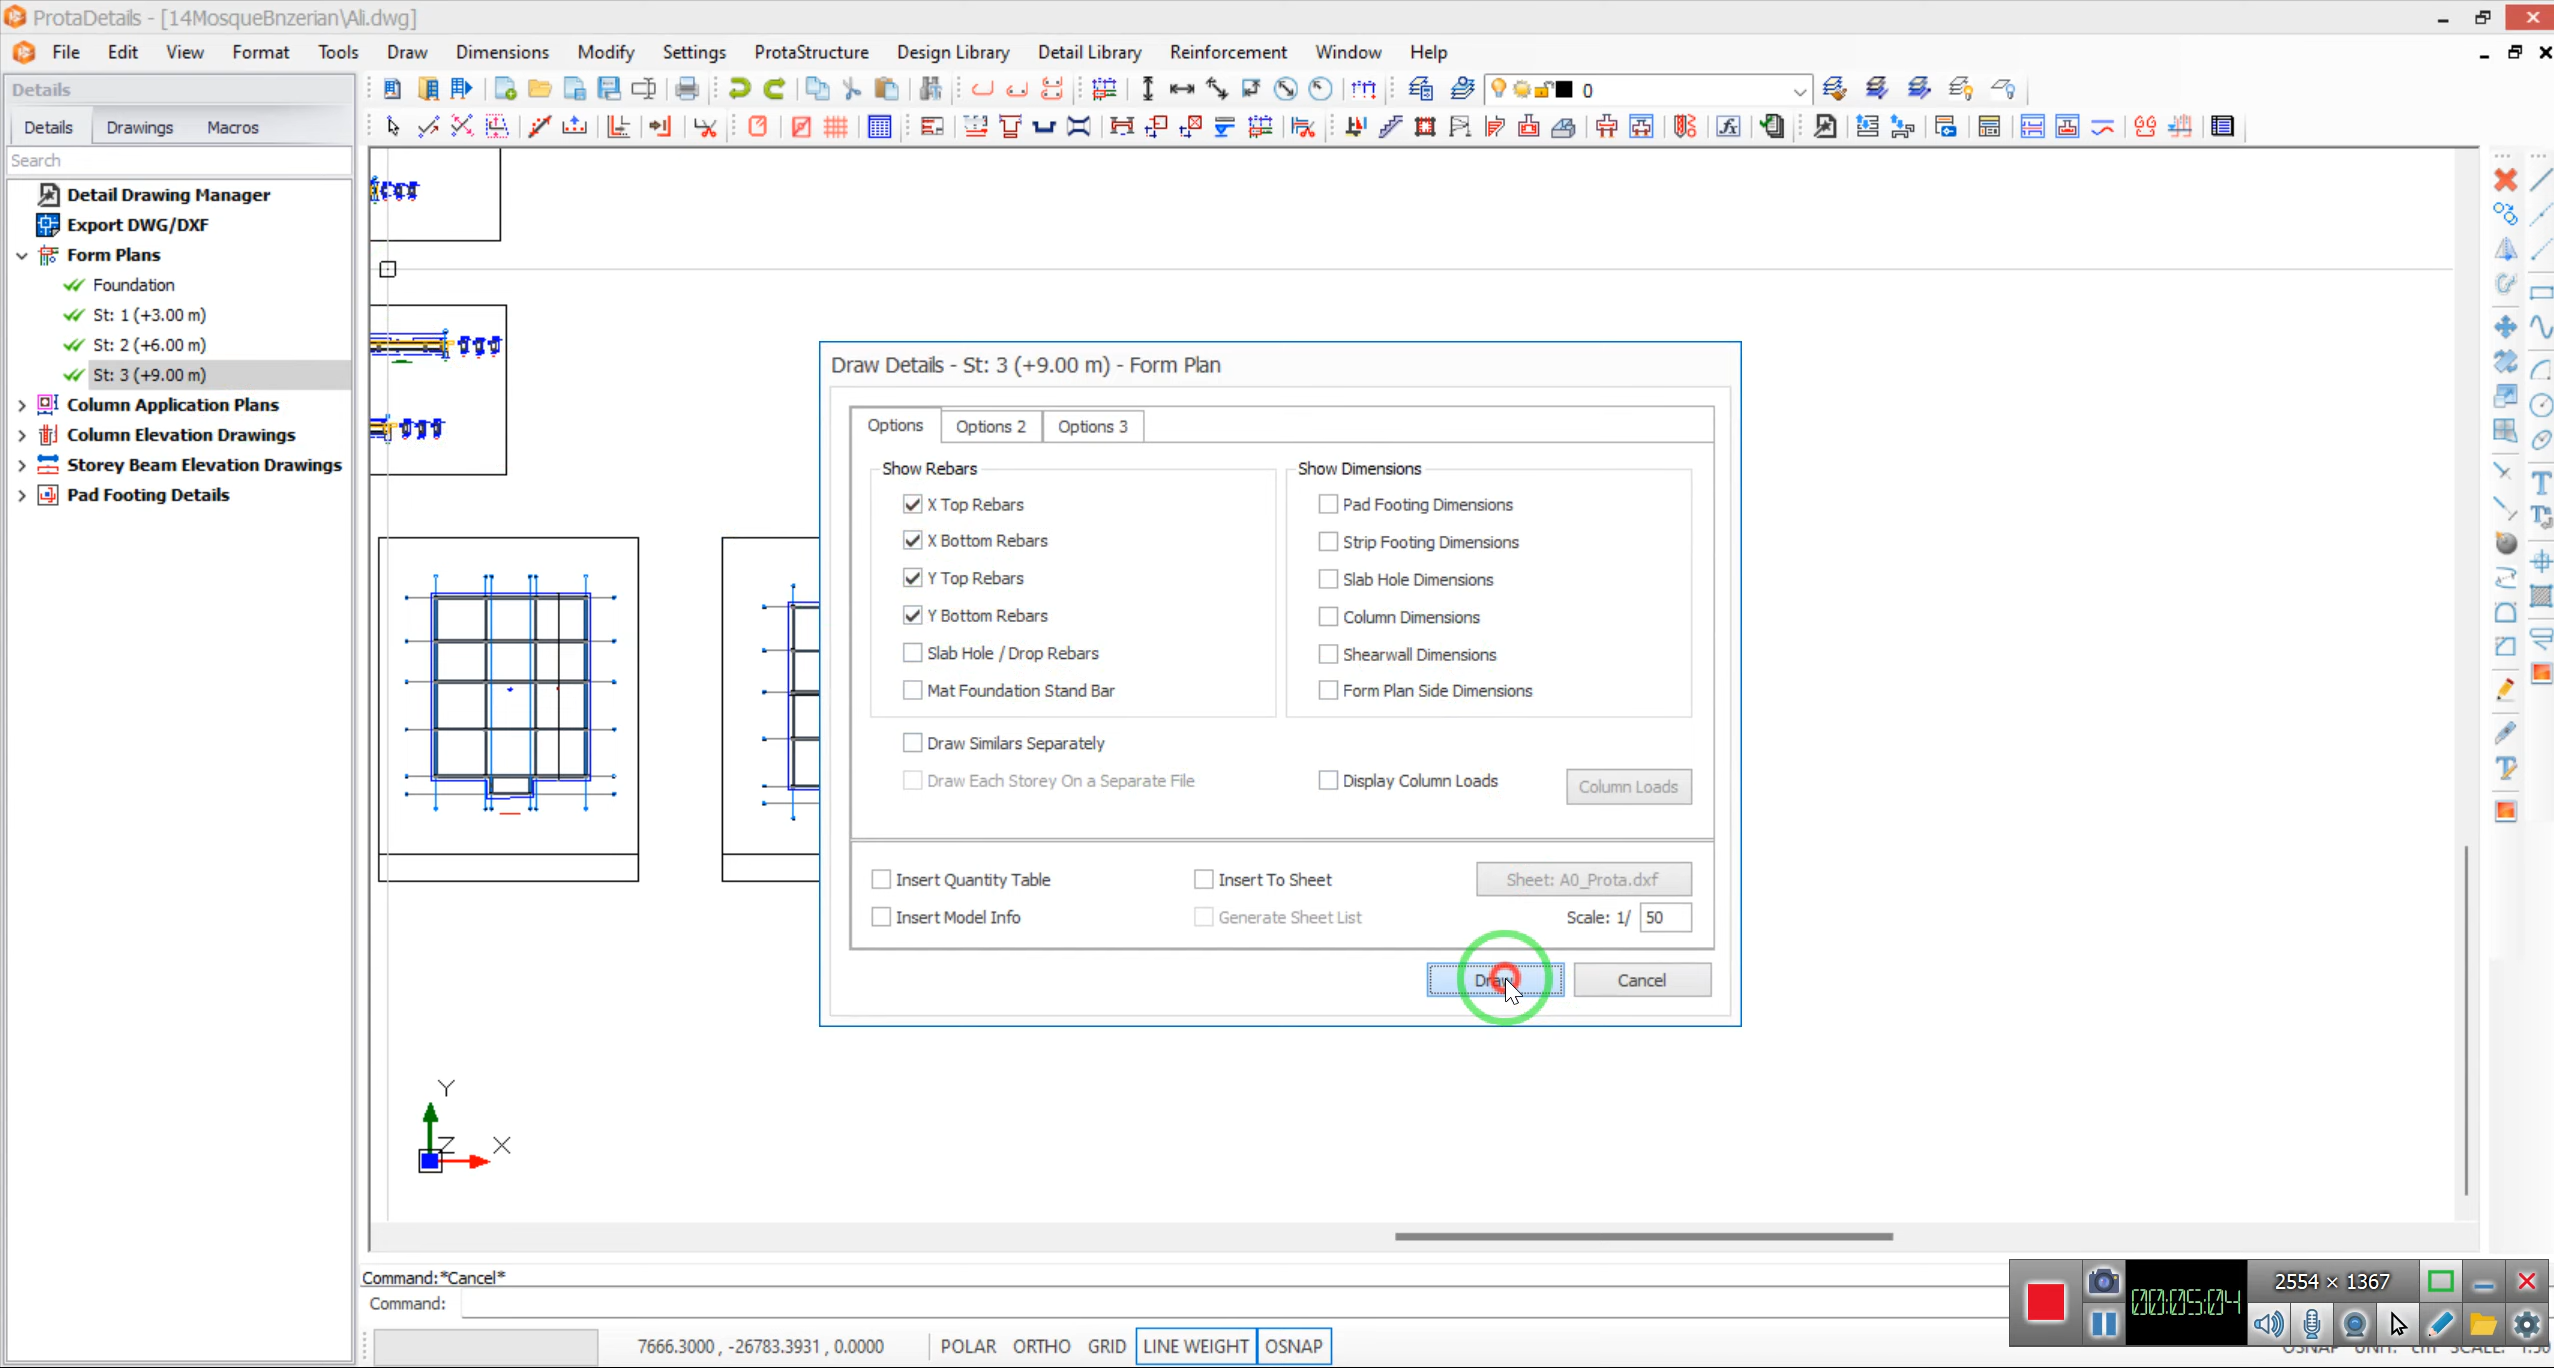 ProtaDetails - [14MosqueBnzerian\Ali.dwg]
File Edit View Format Tools Draw Dimensions Modify Settings ProtaStructure Design Library Detail Library Reinforcement Window Help
Details
0
Details Drawings Macros
Search
Detail Drawing Manager
Export DWG/DXF
Form Plans
Foundation
St: 1 (+3.00 m)
St: 2 (+6.00 m)
St: 3 (+9.00 m)
Column Application Plans
Column Elevation Drawings
Storey Beam Elevation Drawings
Pad Footing Details
Draw Details - St: 3 (+9.00 m) - Form Plan
Options Options 2 Options 3
Show Rebars
X Top Rebars
X Bottom Rebars
Y Top Rebars
Y Bottom Rebars
Slab Hole / Drop Rebars
Mat Foundation Stand Bar
Show Dimensions
Pad Footing Dimensions
Strip Footing Dimensions
Slab Hole Dimensions
Column Dimensions
Shearwall Dimensions
Form Plan Side Dimensions
Draw Similars Separately
Draw Each Storey On a Separate File
Display Column Loads Column Loads
Insert Quantity Table Insert To Sheet Sheet: A0_Prota.dxf
Insert Model Info Generate Sheet List Scale: 1/ 50
Draw Cancel
Y
Z X
Command:*Cancel*
Command:
7666.3000 , -26783.3931 , 0.0000 POLAR ORTHO GRID LINE WEIGHT OSNAP
00:05:04 2554 × 1367